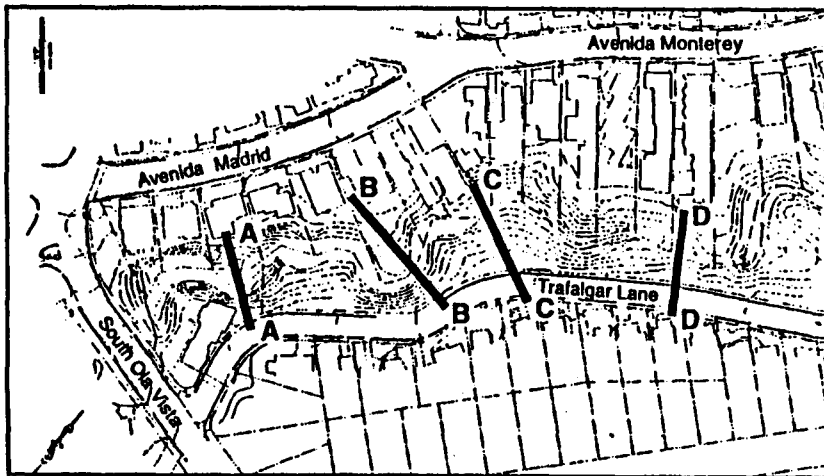 Avenida Monterey
Avenida Madrid
B
C
A
D
Trafalgar Lane
B
C
D
A
South Ola Vista